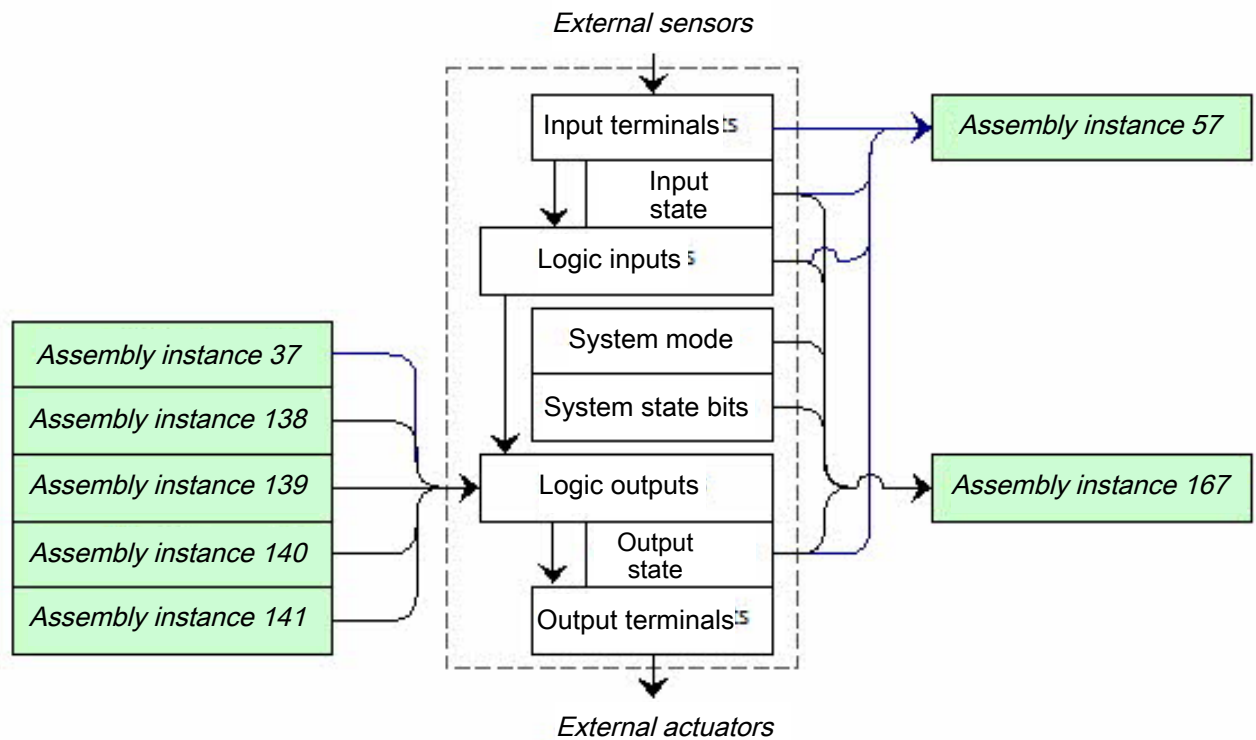 External sensors
Input terminals
Assembly instance 57
Input
state
Logic inputs
System mode
Assembly instance 37
System state bits
Assembly instance 138
Assembly instance 139
Logic outputs
Assembly instance 167
Assembly instance 140
Output
state
Assembly instance 141
Output terminals
External actuators